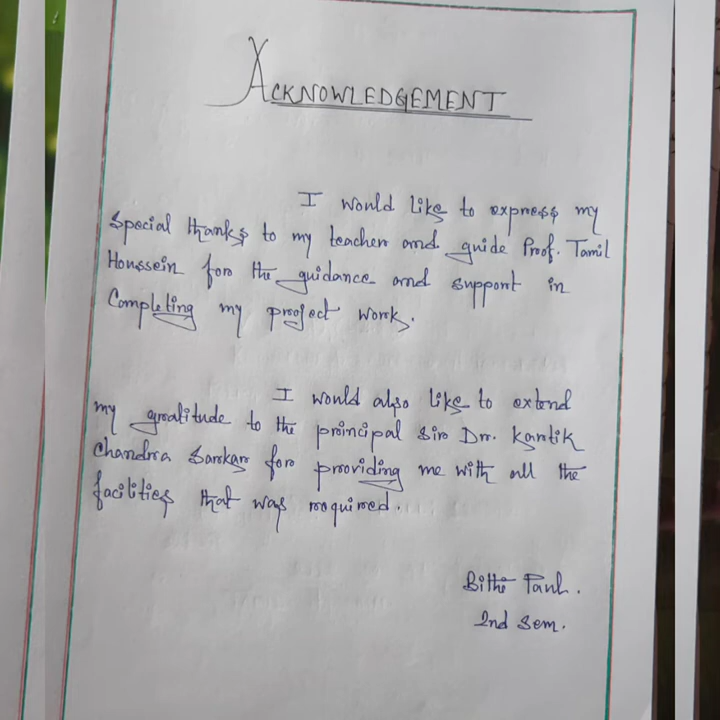 ACKNOWLEDGEMENT
I would like to express my
special thanks to my teacher and guide Prof. Tamil
Houssein for the guidance and support in
Completing my project work.
I would also like to extend
my gratitude to the principal sir Dr. Kartik
Chandra Sarkar for providing me with all the
facilities that was required.
Bithi Paul.
2nd Sem.